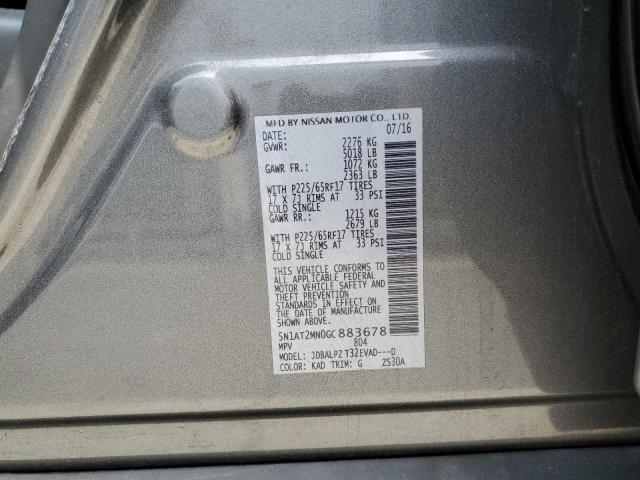 MFD BY NISSAN MOTOR CO., LTD.
DATE: 07/16
GVWR: 2276 KG
5018 LB
GAWR FR.: 1072 KG
2363 LB
WITH P225/65RF17 TIRES
17 X 7J RIMS AT 33 PSI
COLD SINGLE
GAWR RR.: 1215 KG
2679 LB
WITH P225/65RF17 TIRES
17 X 7J RIMS AT 33 PSI
COLD SINGLE
THIS VEHICLE CONFORMS TO
ALL APPLICABLE FEDERAL
MOTOR VEHICLE SAFETY AND
THEFT PREVENTION
STANDARDS IN EFFECT ON
THE DATE OF MANUFACTURE
SHOWN ABOVE.
5N1AT2MN0GC883678
MPV 804
MODEL: JDBALPZ T32EVAD---D
COLOR: KAD TRIM: G ZS30A